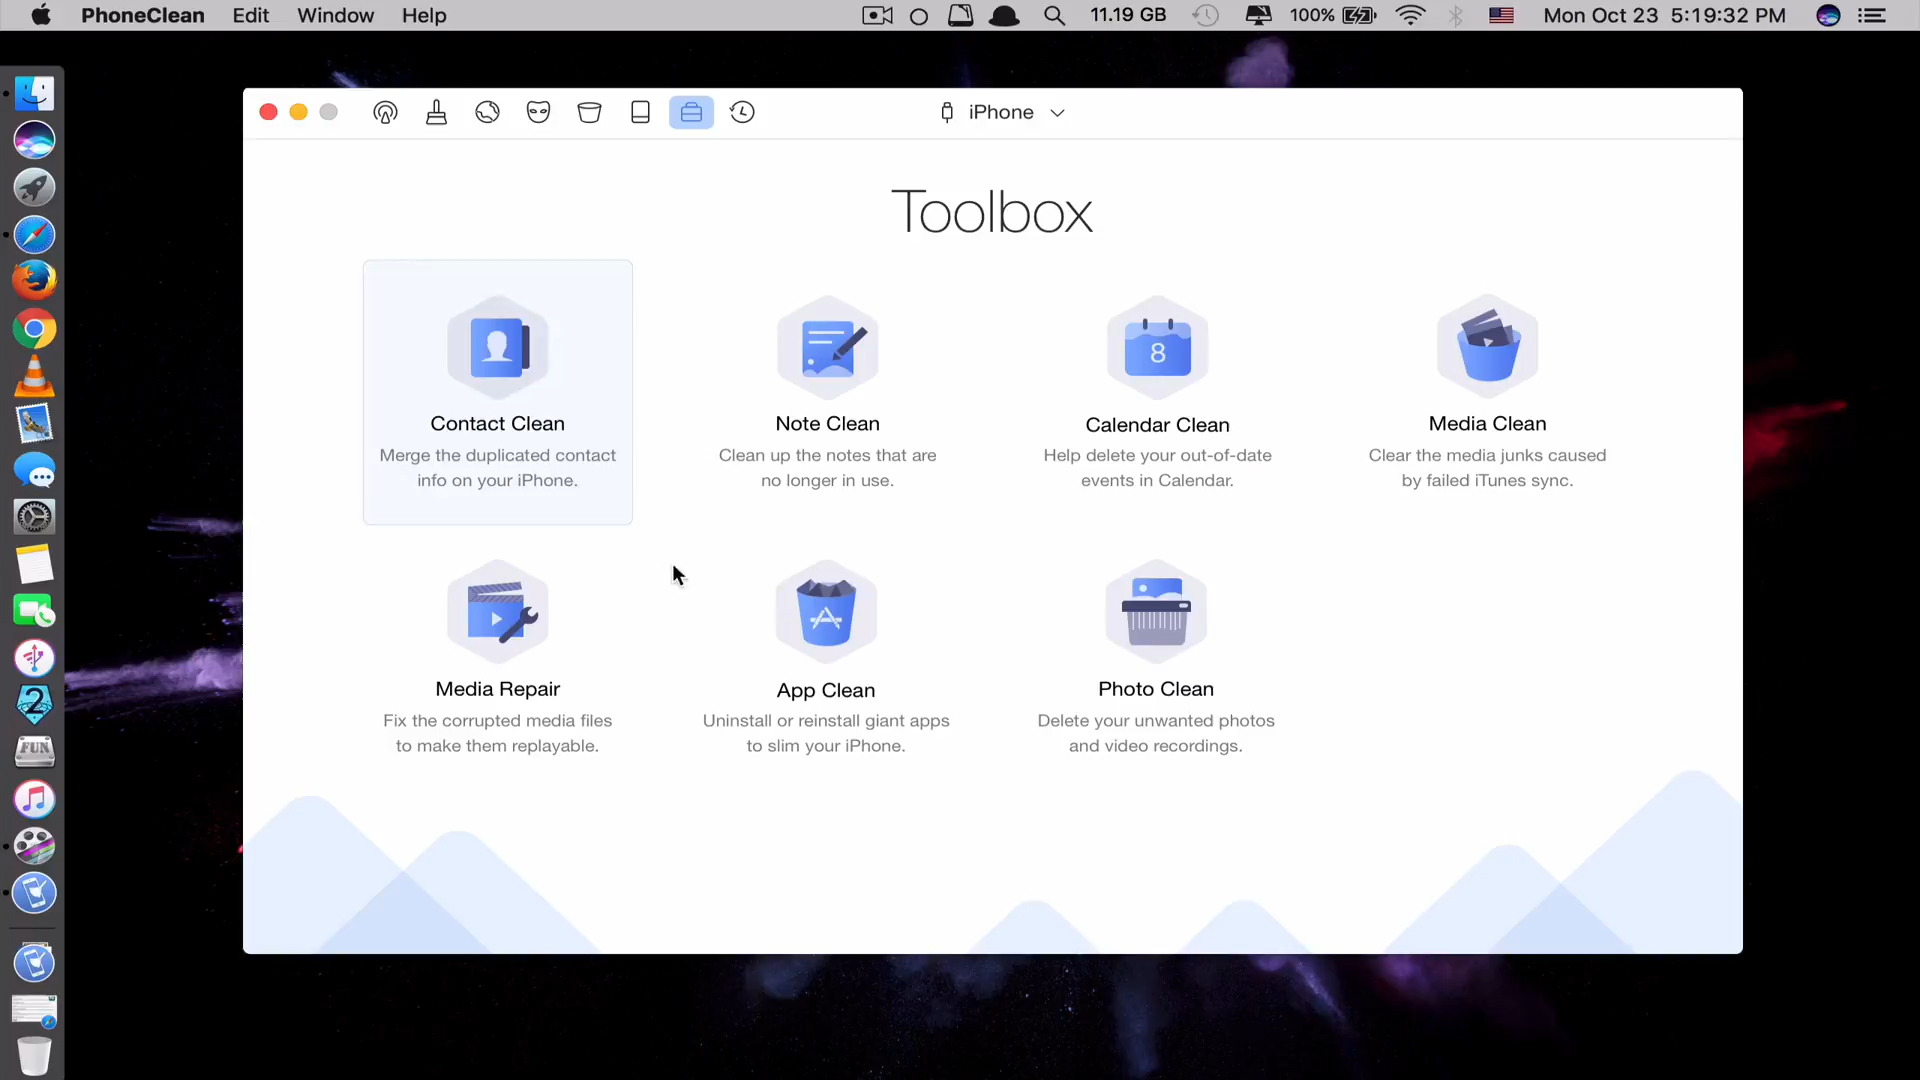 PhoneClean Edit Window Help 11.19 GB 100% Mon Oct 23 5:19:32 PM
iPhone
Toolbox
8
Contact Clean Note Clean Calendar Clean Media Clean
Merge the duplicated contact Clean up the notes that are Help delete your out-of-date Clear the media junks caused
info on your iPhone. no longer in use. events in Calendar. by failed iTunes sync.
Media Repair App Clean Photo Clean
Fix the corrupted media files Uninstall or reinstall giant apps Delete your unwanted photos
to make them replayable. to slim your iPhone. and video recordings.
2
FUN